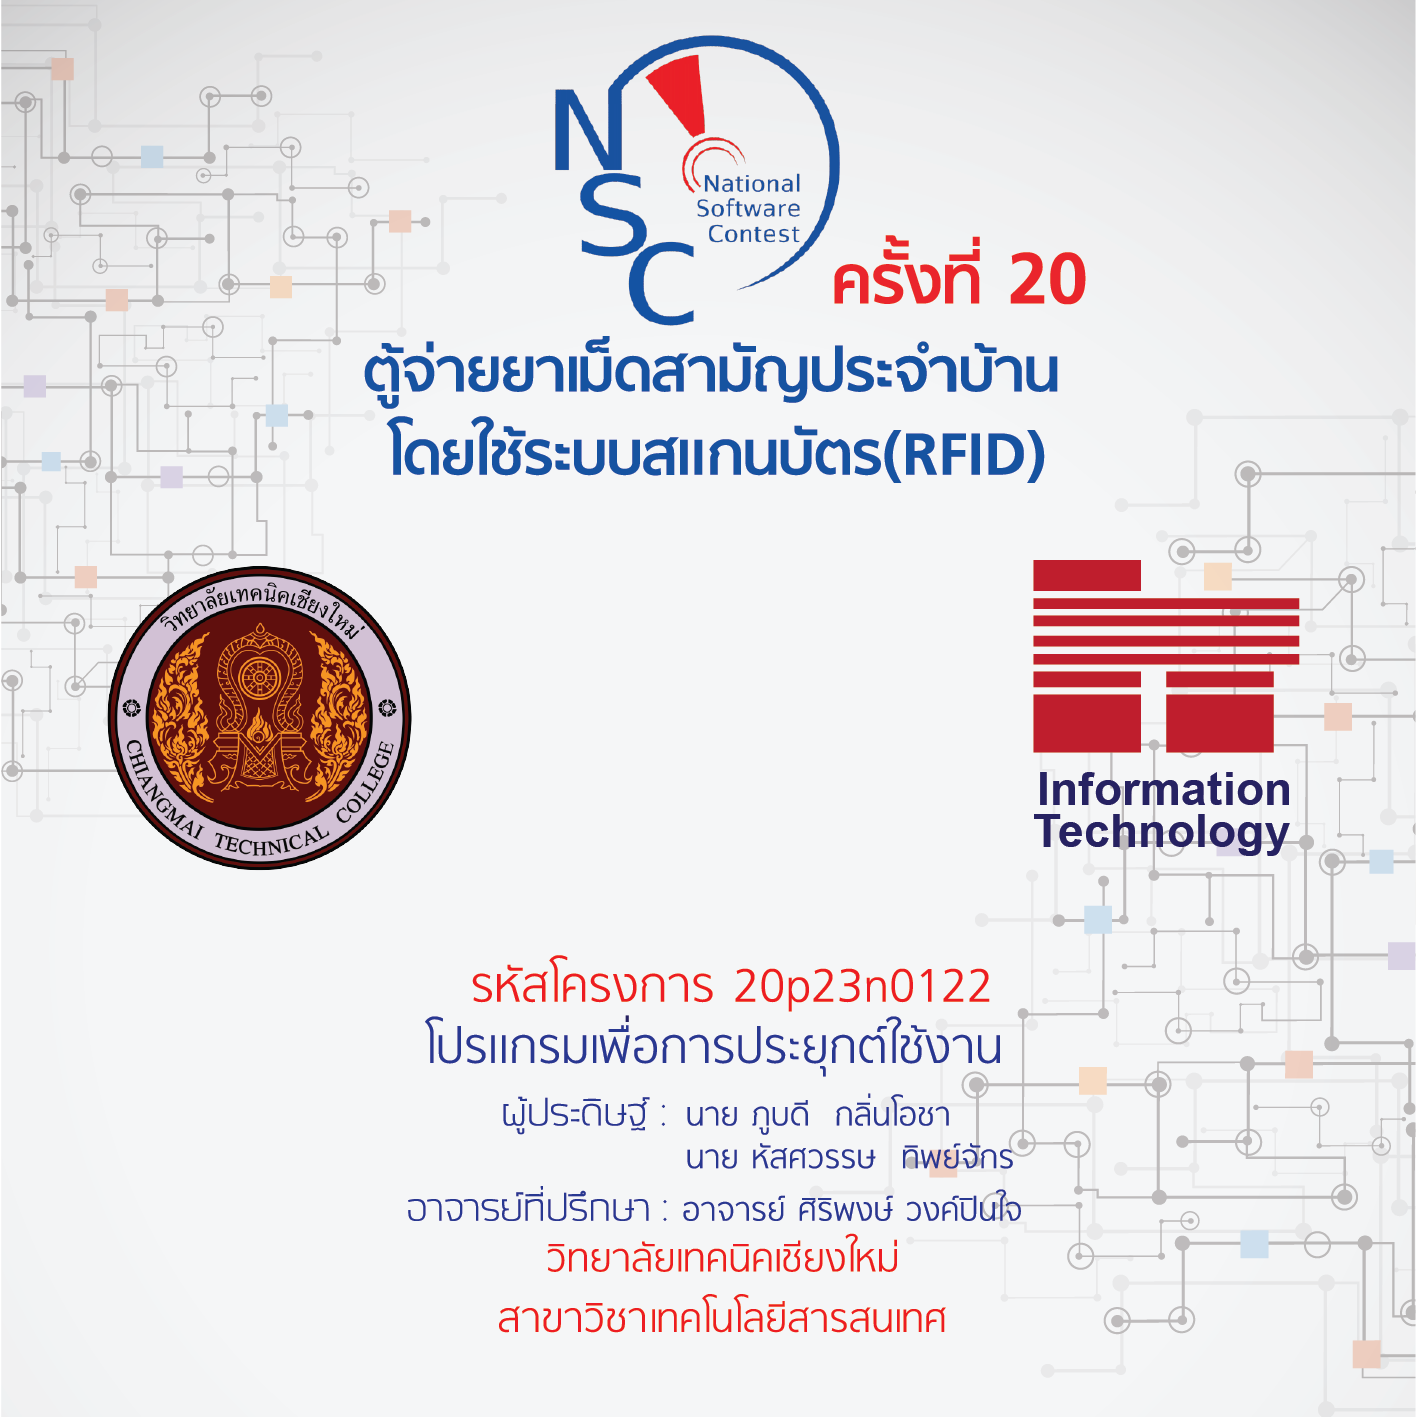 N
S
C
National
Software
Contest
ครั้งที่ 20
ตู้จ่ายยาเม็ดสามัญประจำบ้าน
โดยใช้ระบบสแกนบัตร(RFID)
วิทยาลัยเทคนิคเชียงใหม่
CHIANGMAI TECHNICAL COLLEGE
Information
Technology
รหัสโครงการ 20p23n0122
โปรแกรมเพื่อการประยุกต์ใช้งาน
ผู้ประดิษฐ์ : นาย ภูบดี กลิ่นโอชา
นาย หัสศวรรษ ทิพย์จักร
อาจารย์ที่ปรึกษา : อาจารย์ ศิริพงษ์ วงค์ปินใจ
วิทยาลัยเทคนิคเชียงใหม่
สาขาวิชาเทคโนโลยีสารสนเทศ